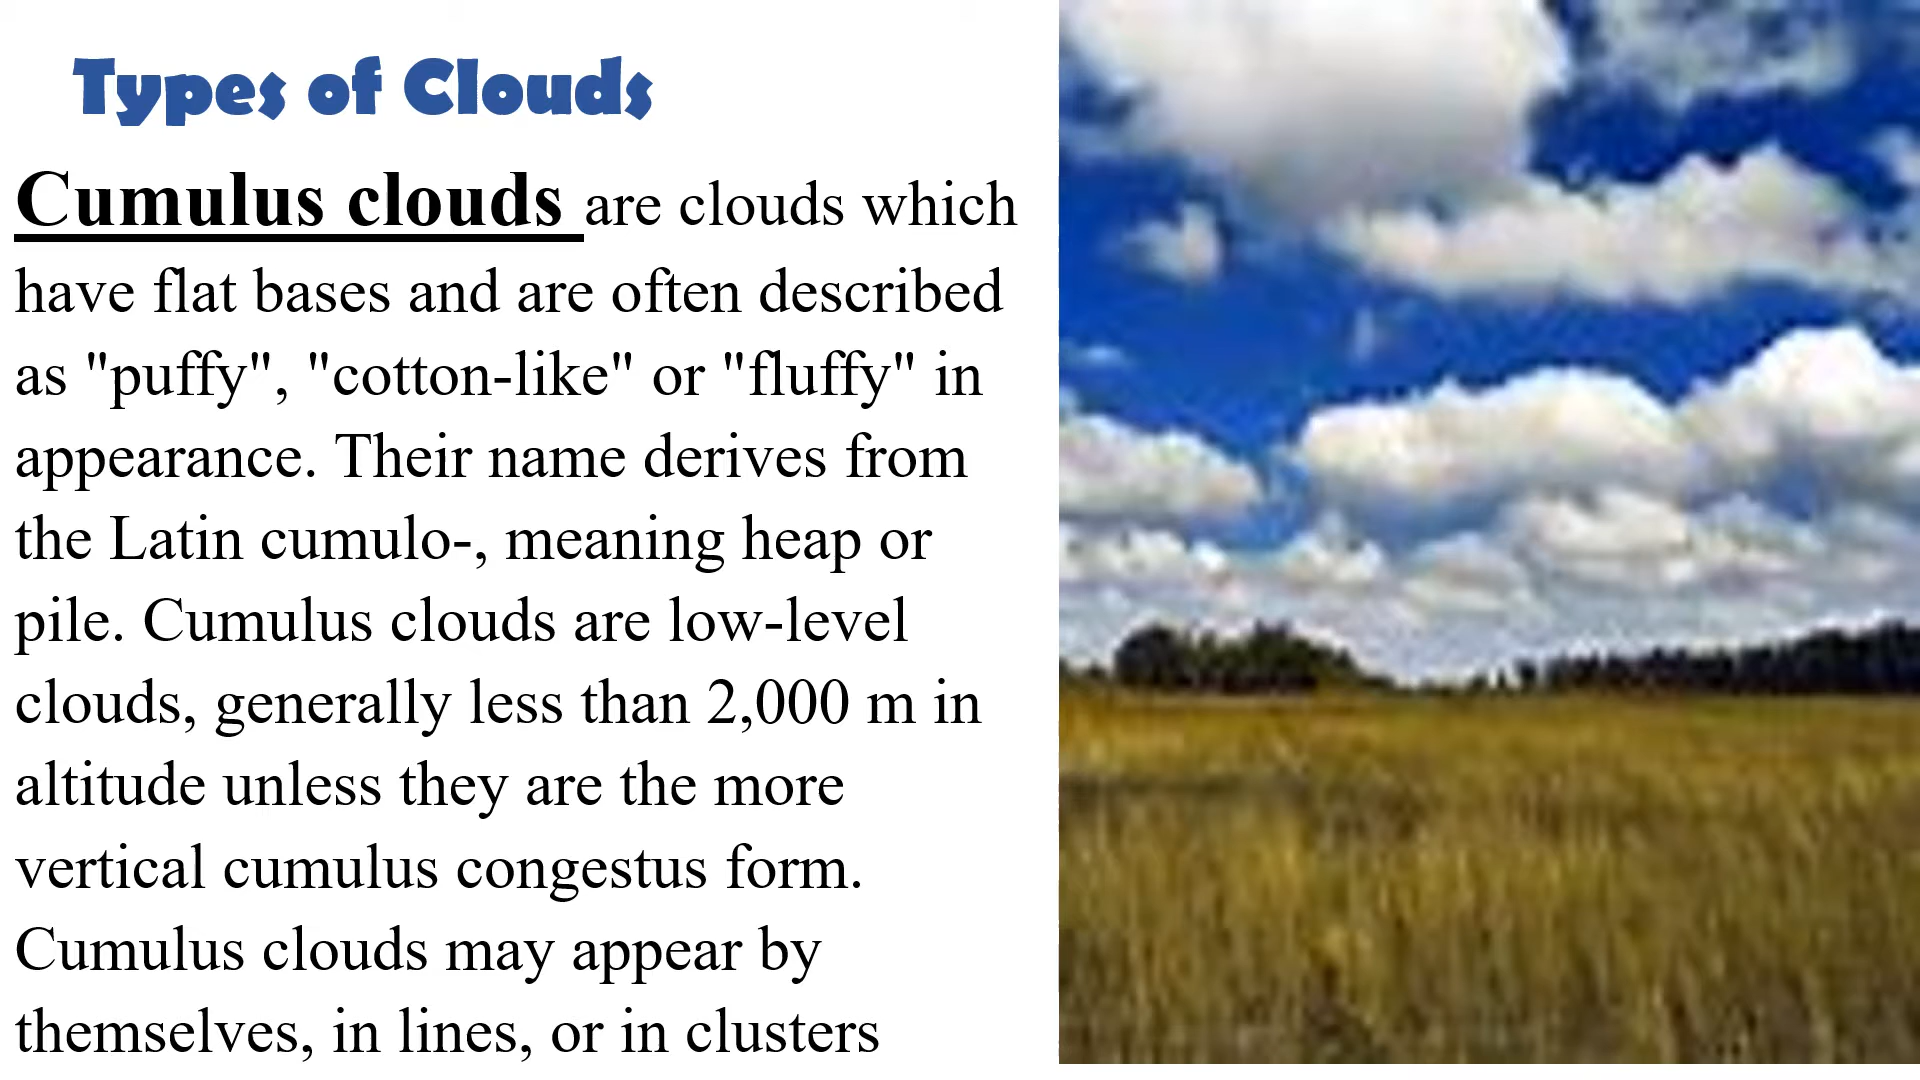 Types of Clouds
Cumulus clouds are clouds which
have flat bases and are often described
as "puffy", "cotton-like" or "fluffy" in
appearance. Their name derives from
the Latin cumulo-, meaning heap or
pile. Cumulus clouds are low-level
clouds, generally less than 2,000 m in
altitude unless they are the more
vertical cumulus congestus form.
Cumulus clouds may appear by
themselves, in lines, or in clusters